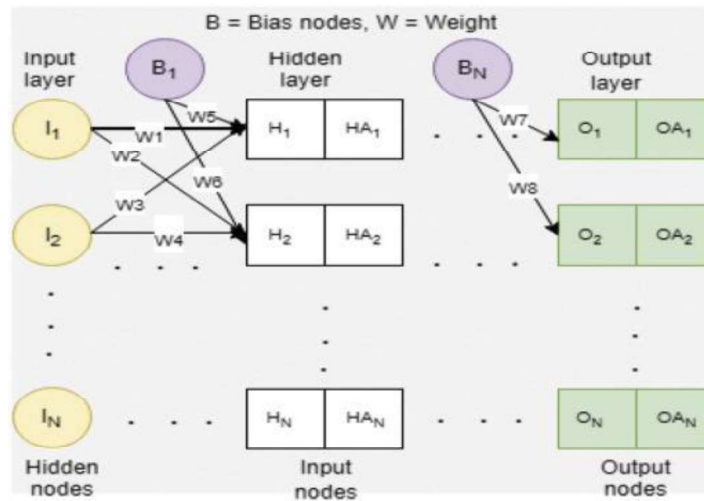 B = Bias nodes, W = Weight
Input
layer
B1
Hidden
layer
BN
Output
layer
I1
W1
W5
H1 HA1
W7
O1 OA1
W2
W3
W6
W8
I2
W4
H2 HA2
O2 OA2
IN
HN HAN
ON OAN
Hidden
nodes
Input
nodes
Output
nodes